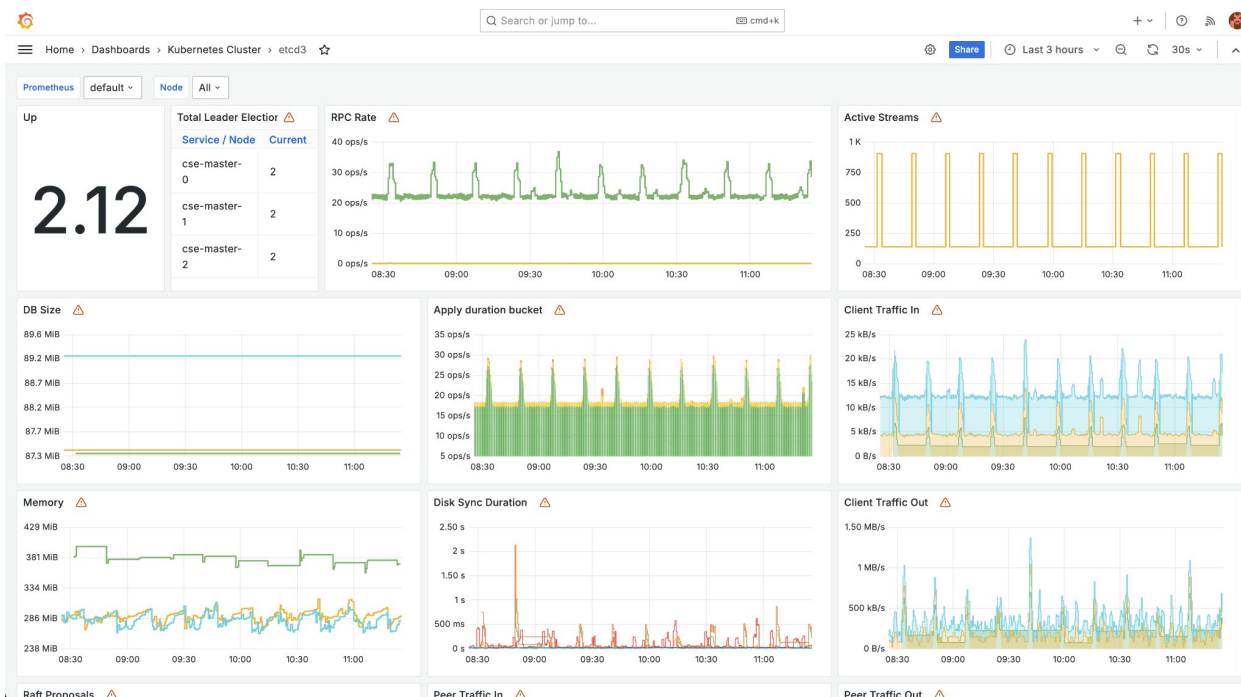 Search or jump to...
cmd+k
Home › Dashboards › Kubernetes Cluster › etcd3
Share
Last 3 hours
30s
Prometheus
default
Node
All
Up
2.12
Total Leader Election
Service / Node Current
cse-master-
0
2
cse-master-
1
2
cse-master-
2
2
RPC Rate
40 ops/s
30 ops/s
20 ops/s
10 ops/s
0 ops/s
08:30 09:00 09:30 10:00 10:30 11:00
Active Streams
1 K
750
500
250
0
08:30 09:00 09:30 10:00 10:30 11:00
DB Size
89.6 MiB
89.2 MiB
88.7 MiB
88.2 MiB
87.7 MiB
87.3 MiB
08:30 09:00 09:30 10:00 10:30 11:00
Apply duration bucket
35 ops/s
30 ops/s
25 ops/s
20 ops/s
15 ops/s
10 ops/s
5 ops/s
08:30 09:00 09:30 10:00 10:30 11:00
Client Traffic In
25 kB/s
20 kB/s
15 kB/s
10 kB/s
5 kB/s
0 B/s
08:30 09:00 09:30 10:00 10:30 11:00
Memory
429 MiB
381 MiB
334 MiB
286 MiB
238 MiB
08:30 09:00 09:30 10:00 10:30 11:00
Disk Sync Duration
2.50 s
2 s
1.50 s
1 s
500 ms
0 s
08:30 09:00 09:30 10:00 10:30 11:00
Client Traffic Out
1.50 MB/s
1 MB/s
500 kB/s
0 B/s
08:30 09:00 09:30 10:00 10:30 11:00
Raft Proposals
Peer Traffic In
Peer Traffic Out